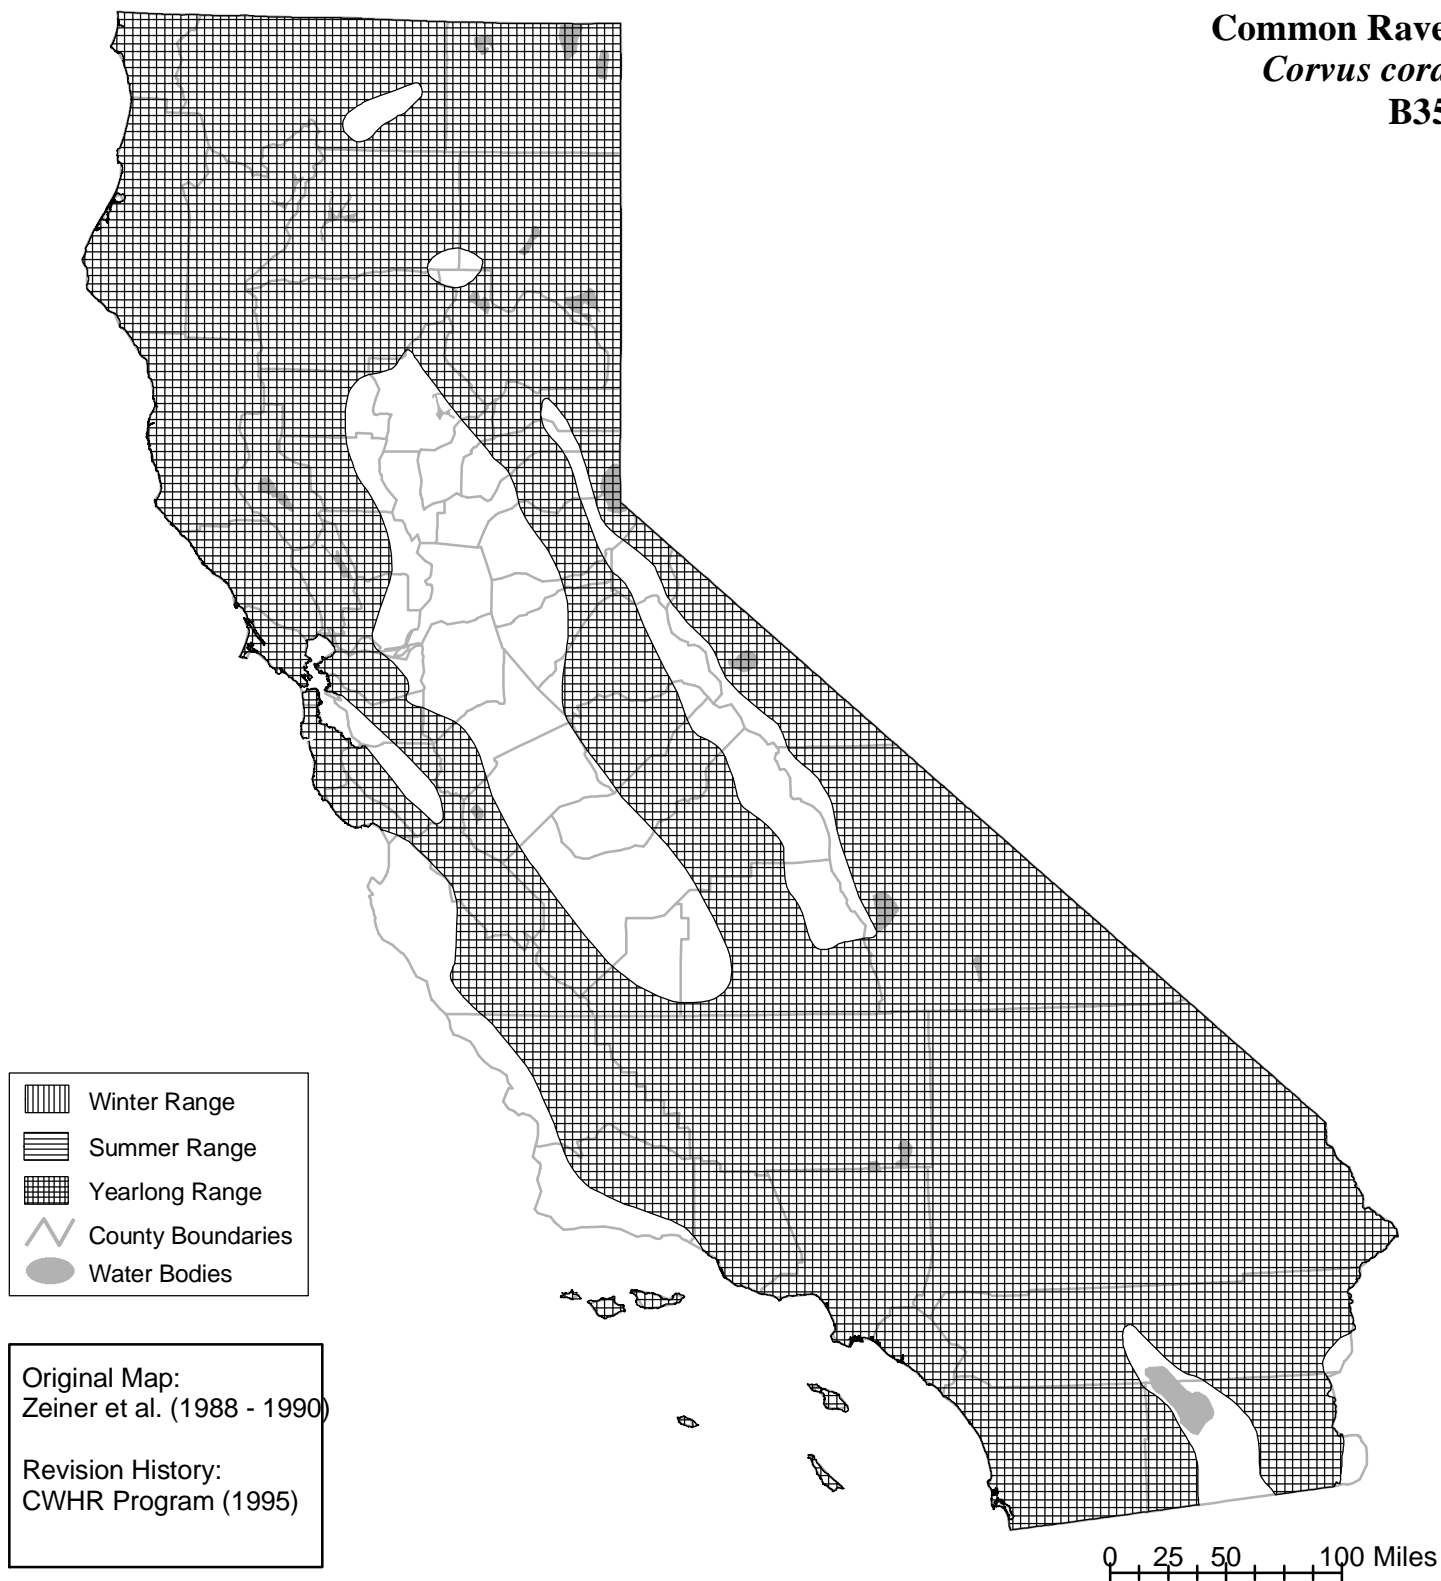 Common Rave
Corvus cora
B35
Winter Range
Summer Range
Yearlong Range
County Boundaries
Water Bodies
Original Map:
Zeiner et al. (1988 - 1990)
Revision History:
CWHR Program (1995)
0 25 50 100 Miles